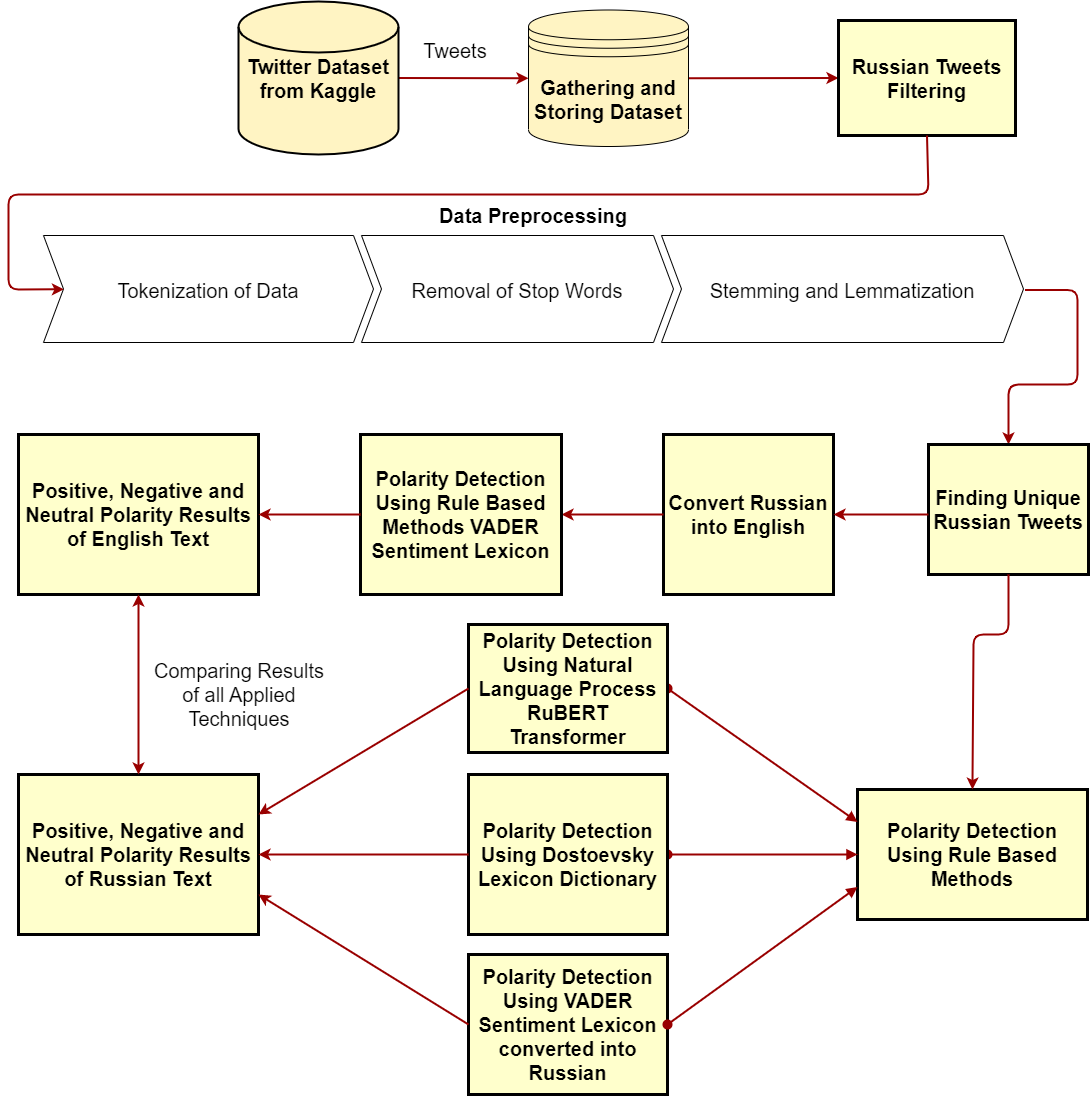 Twitter Dataset
from Kaggle
Tweets
Gathering and
Storing Dataset
Russian Tweets
Filtering
Data Preprocessing
Tokenization of Data
Removal of Stop Words
Stemming and Lemmatization
Positive, Negative and
Neutral Polarity Results
of English Text
Polarity Detection
Using Rule Based
Methods VADER
Sentiment Lexicon
Convert Russian
into English
Finding Unique
Russian Tweets
Comparing Results
of all Applied
Techniques
Polarity Detection
Using Natural
Language Process
RuBERT
Transformer
Positive, Negative and
Neutral Polarity Results
of Russian Text
Polarity Detection
Using Dostoevsky
Lexicon Dictionary
Polarity Detection
Using Rule Based
Methods
Polarity Detection
Using VADER
Sentiment Lexicon
converted into
Russian